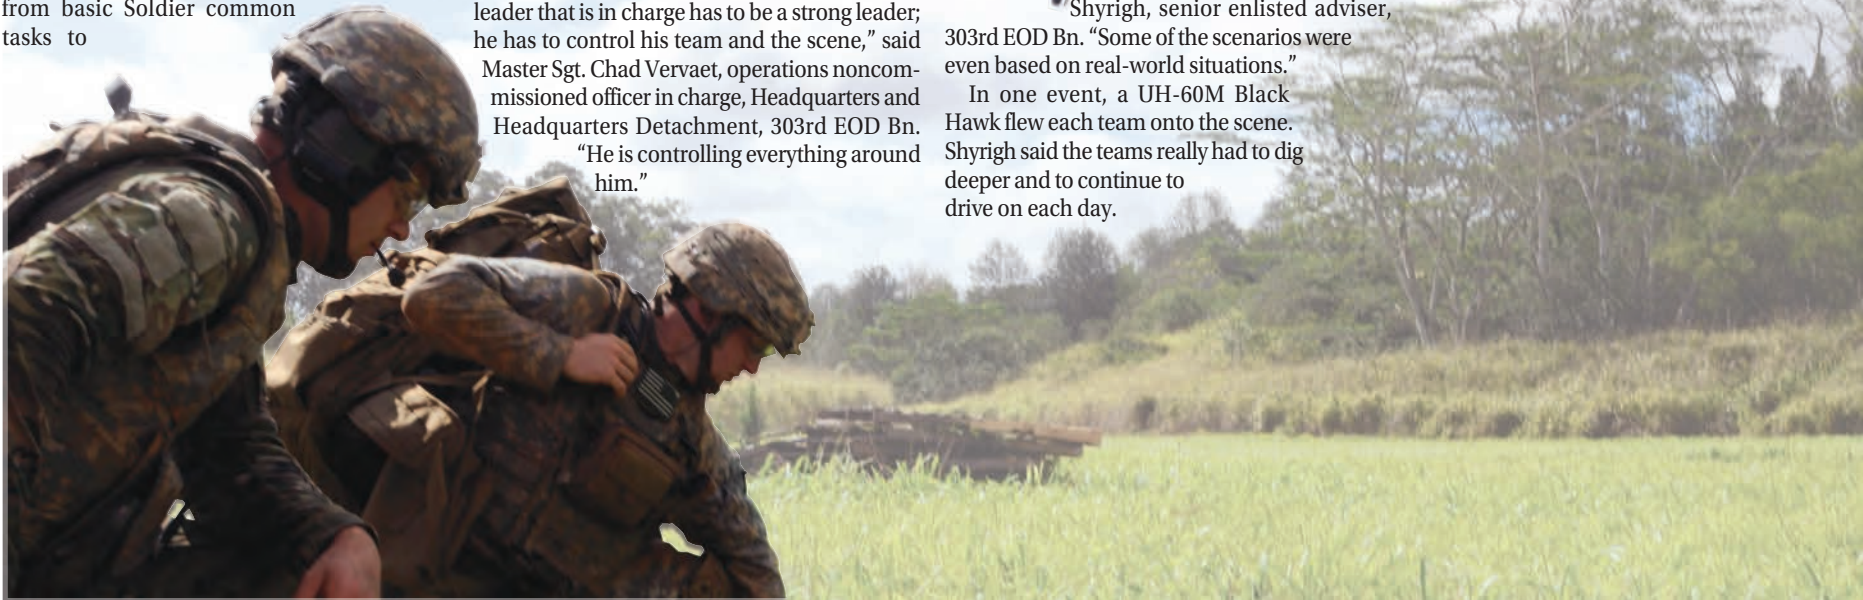 from basic Soldier common
tasks to
leader that is in charge has to be a strong leader;
he has to control his team and the scene,” said
Master Sgt. Chad Vervaet, operations noncom-
missioned officer in charge, Headquarters and
Headquarters Detachment, 303rd EOD Bn.
“He is controlling everything around
him.”
Shyrigh, senior enlisted adviser,
303rd EOD Bn. “Some of the scenarios were
even based on real-world situations.”
In one event, a UH-60M Black
Hawk flew each team onto the scene.
Shyrigh said the teams really had to dig
deeper and to continue to
drive on each day.